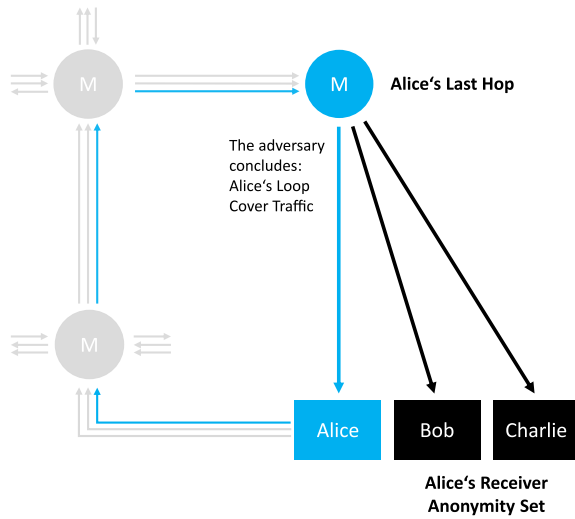 M
M
Alice‘s Last Hop
The adversary
concludes:
Alice‘s Loop
Cover Traffic
M
Alice
Bob
Charlie
Alice‘s Receiver
Anonymity Set